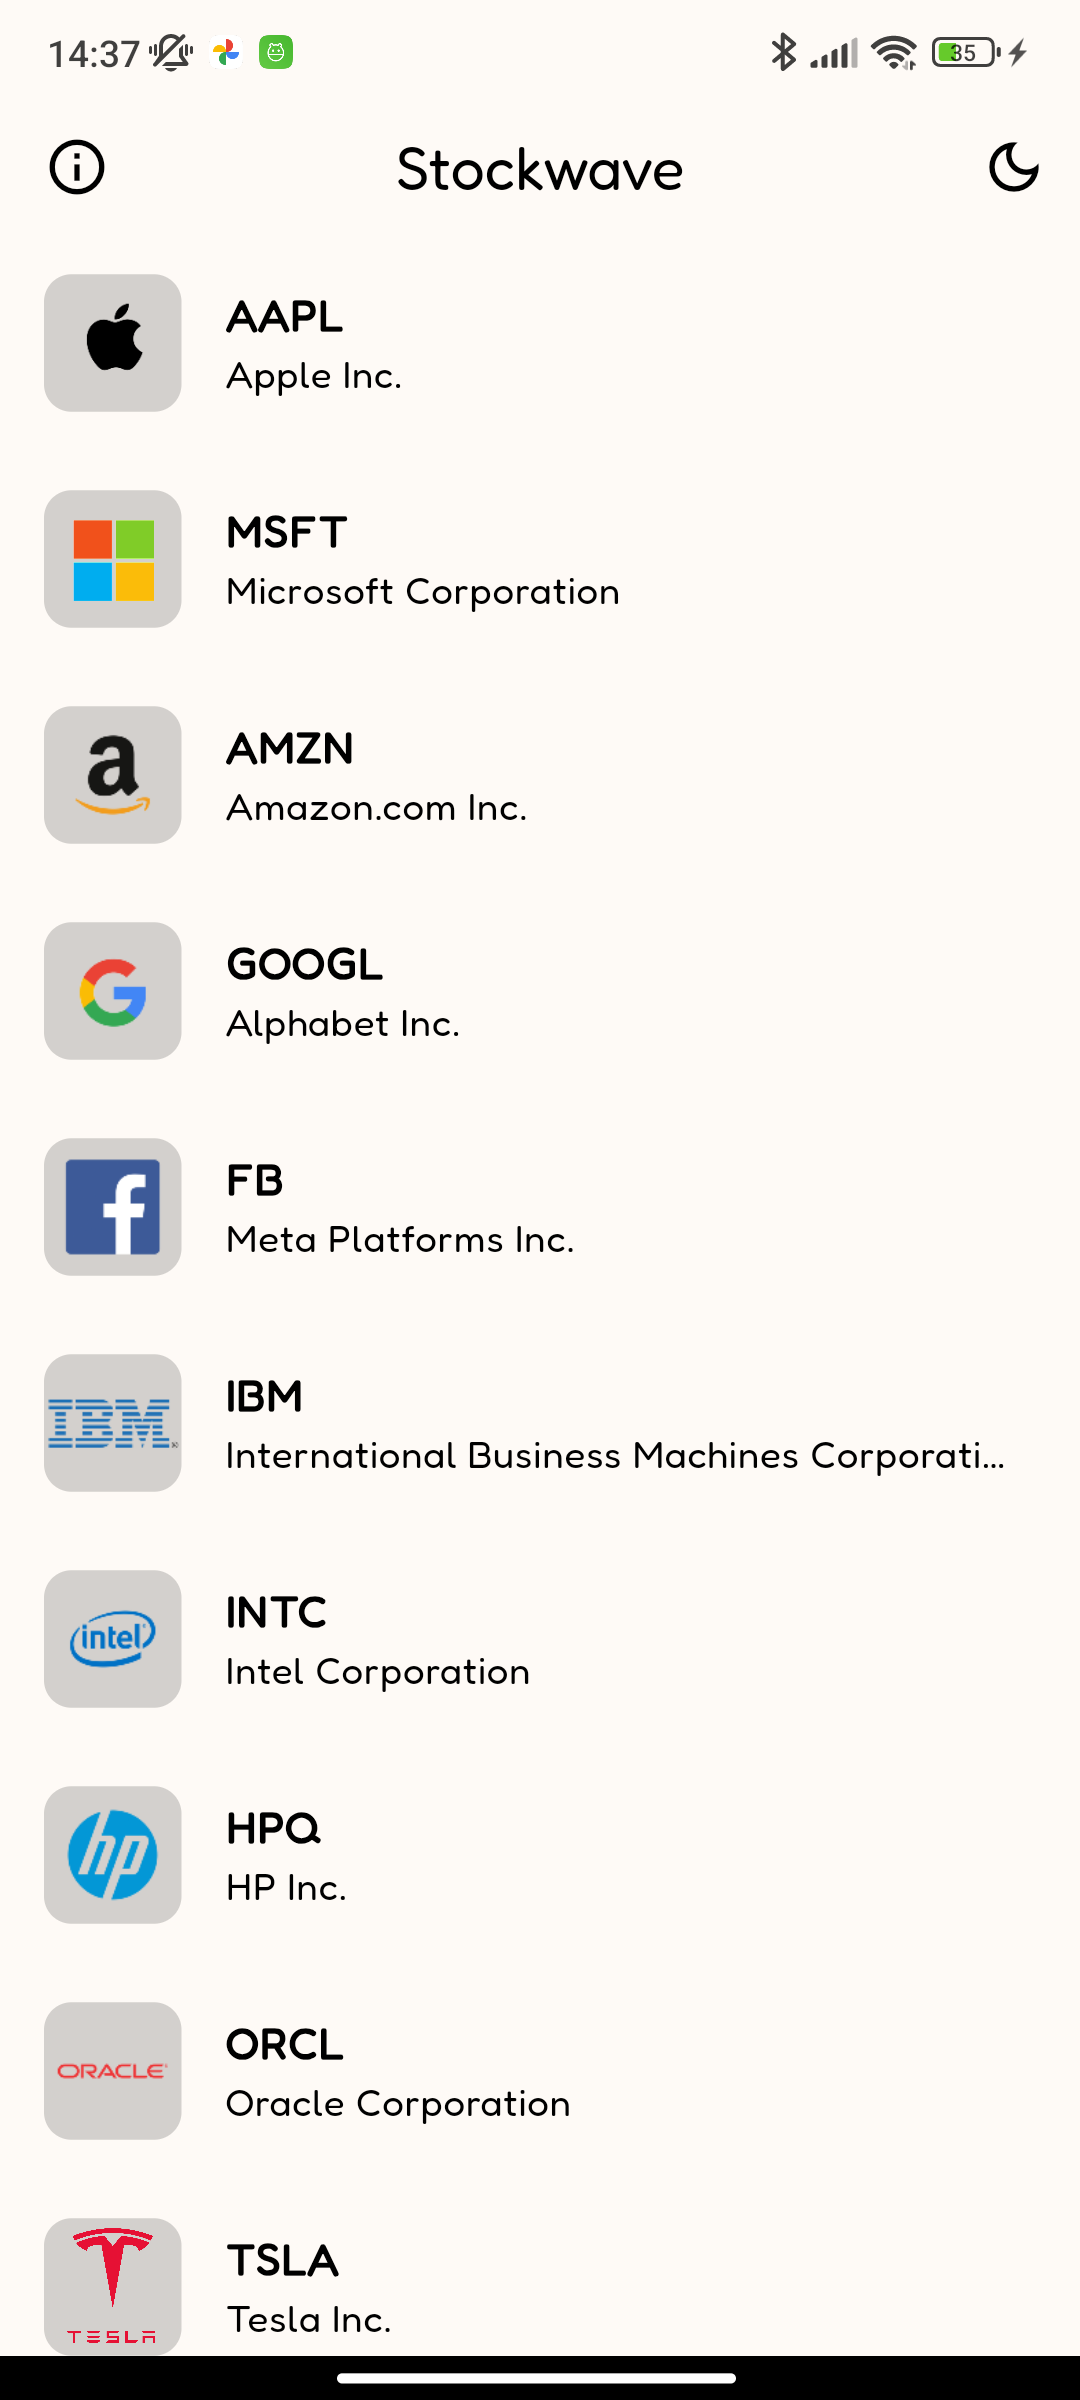 14:37
35
Stockwave
AAPL
Apple Inc.
MSFT
Microsoft Corporation
a
AMZN
Amazon.com Inc.
G
GOOGL
Alphabet Inc.
f
FB
Meta Platforms Inc.
IBM
IBM
International Business Machines Corporati...
intel
INTC
Intel Corporation
hp
HPQ
HP Inc.
ORACLE
ORCL
Oracle Corporation
TESLA
TSLA
Tesla Inc.